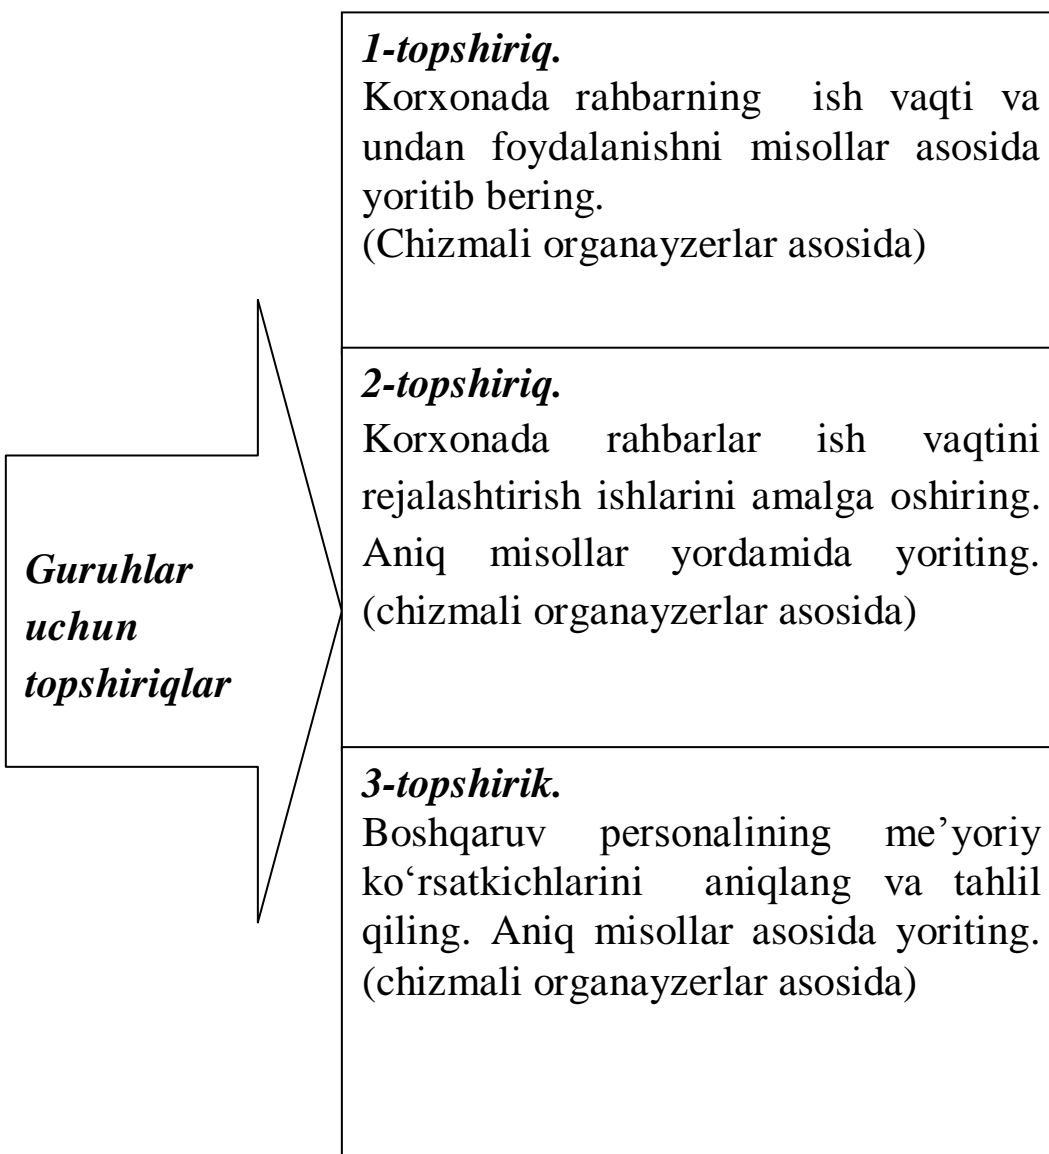 1-topshiriq.
Korxonada rahbarning ish vaqti va
undan foydalanishni misollar asosida
yoritib bering.
(Chizmali organayzerlar asosida)
2-topshiriq.
Korxonada rahbarlar ish vaqtini
rejalashtirish ishlarini amalga oshiring.
Aniq misollar yordamida yoriting.
(chizmali organayzerlar asosida)
Guruhlar
uchun
topshiriqlar
3-topshirik.
Boshqaruv personalining me’yoriy
ko‘rsatkichlarini aniqlang va tahlil
qiling. Aniq misollar asosida yoriting.
(chizmali organayzerlar asosida)